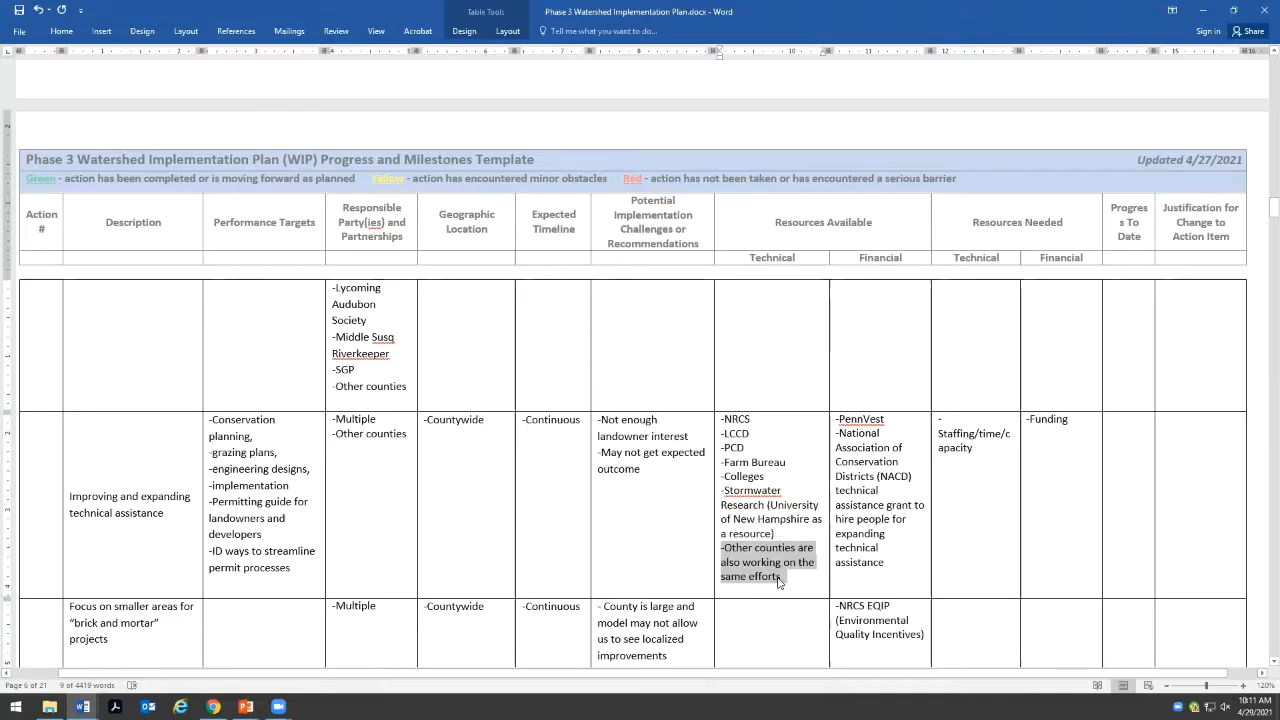 Table Tools
Phase 3 Watershed Implementation Plan.docx - Word
File Home Insert Design Layout References Mailings Review View Acrobat Design Layout Tell me what you want to do... Sign in Share
Phase 3 Watershed Implementation Plan (WIP) Progress and Milestones Template Updated 4/27/2021
Green - action has been completed or is moving forward as planned Yellow - action has encountered minor obstacles Red - action has not been taken or has encountered a serious barrier
Action
#
Description
Performance Targets
Responsible
Party(ies) and
Partnerships
Geographic
Location
Expected
Timeline
Potential
Implementation
Challenges or
Recommendations
Resources Available
Resources Needed
Progres
s To
Date
Justification for
Change to
Action Item
Technical Financial Technical Financial
-Lycoming
Audubon
Society
-Middle Susq
Riverkeeper
-SGP
-Other counties
Improving and expanding
technical assistance
-Conservation
planning,
-grazing plans,
-engineering designs,
-implementation
-Permitting guide for
landowners and
developers
-ID ways to streamline
permit processes
-Multiple
-Other counties
-Countywide
-Continuous
-Not enough
landowner interest
-May not get expected
outcome
-NRCS
-LCCD
-PCD
-Farm Bureau
-Colleges
-Stormwater
Research (University
of New Hampshire as
a resource)
-Other counties are
also working on the
same efforts
-PennVest
-National
Association of
Conservation
Districts (NACD)
technical
assistance grant to
hire people for
expanding
technical
assistance
-
Staffing/time/c
apacity
-Funding
Focus on smaller areas for
“brick and mortar”
projects
-Multiple
-Countywide
-Continuous
- County is large and
model may not allow
us to see localized
improvements
-NRCS EQIP
(Environmental
Quality Incentives)
Page 6 of 21 9 of 4419 words 120%
10:11 AM
4/29/2021